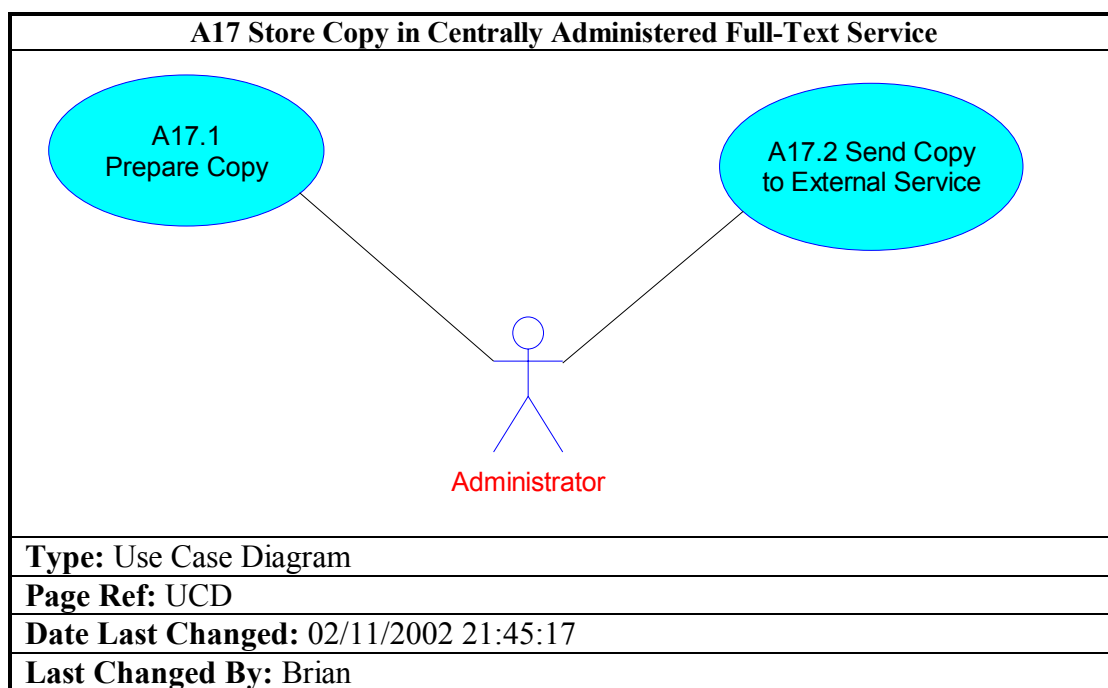 A17 Store Copy in Centrally Administered Full-Text Service
A17.1
Prepare Copy
A17.2 Send Copy
to External Service
Administrator
Type: Use Case Diagram
Page Ref: UCD
Date Last Changed: 02/11/2002 21:45:17
Last Changed By: Brian